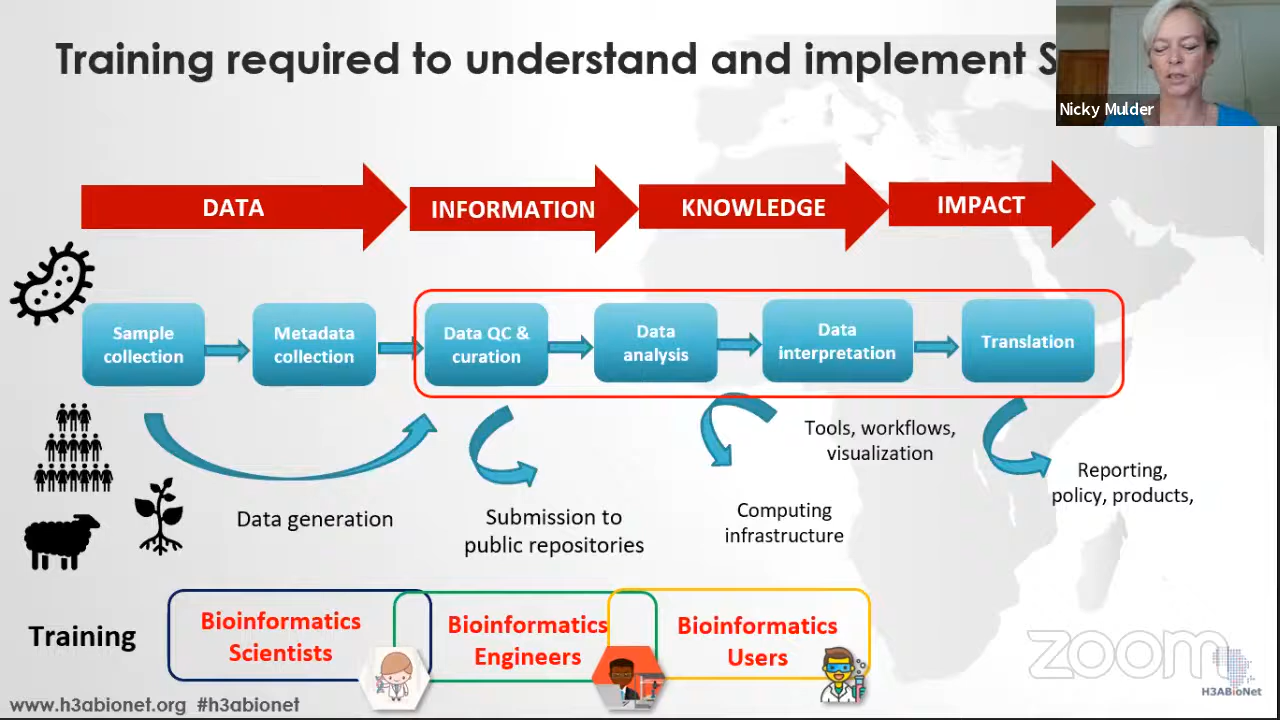 Training required to understand and implement S
Nicky Mulder
DATA
INFORMATION
KNOWLEDGE
IMPACT
Sample
collection
Metadata
collection
Data QC &
curation
Data
analysis
Data
interpretation
Translation
Data generation
Submission to
public repositories
Computing
infrastructure
Tools, workflows,
visualization
Reporting,
policy, products,
Training
Bioinformatics
Scientists
Bioinformatics
Engineers
Bioinformatics
Users
zoom
H3ABioNet
www.h3abionet.org #h3abionet